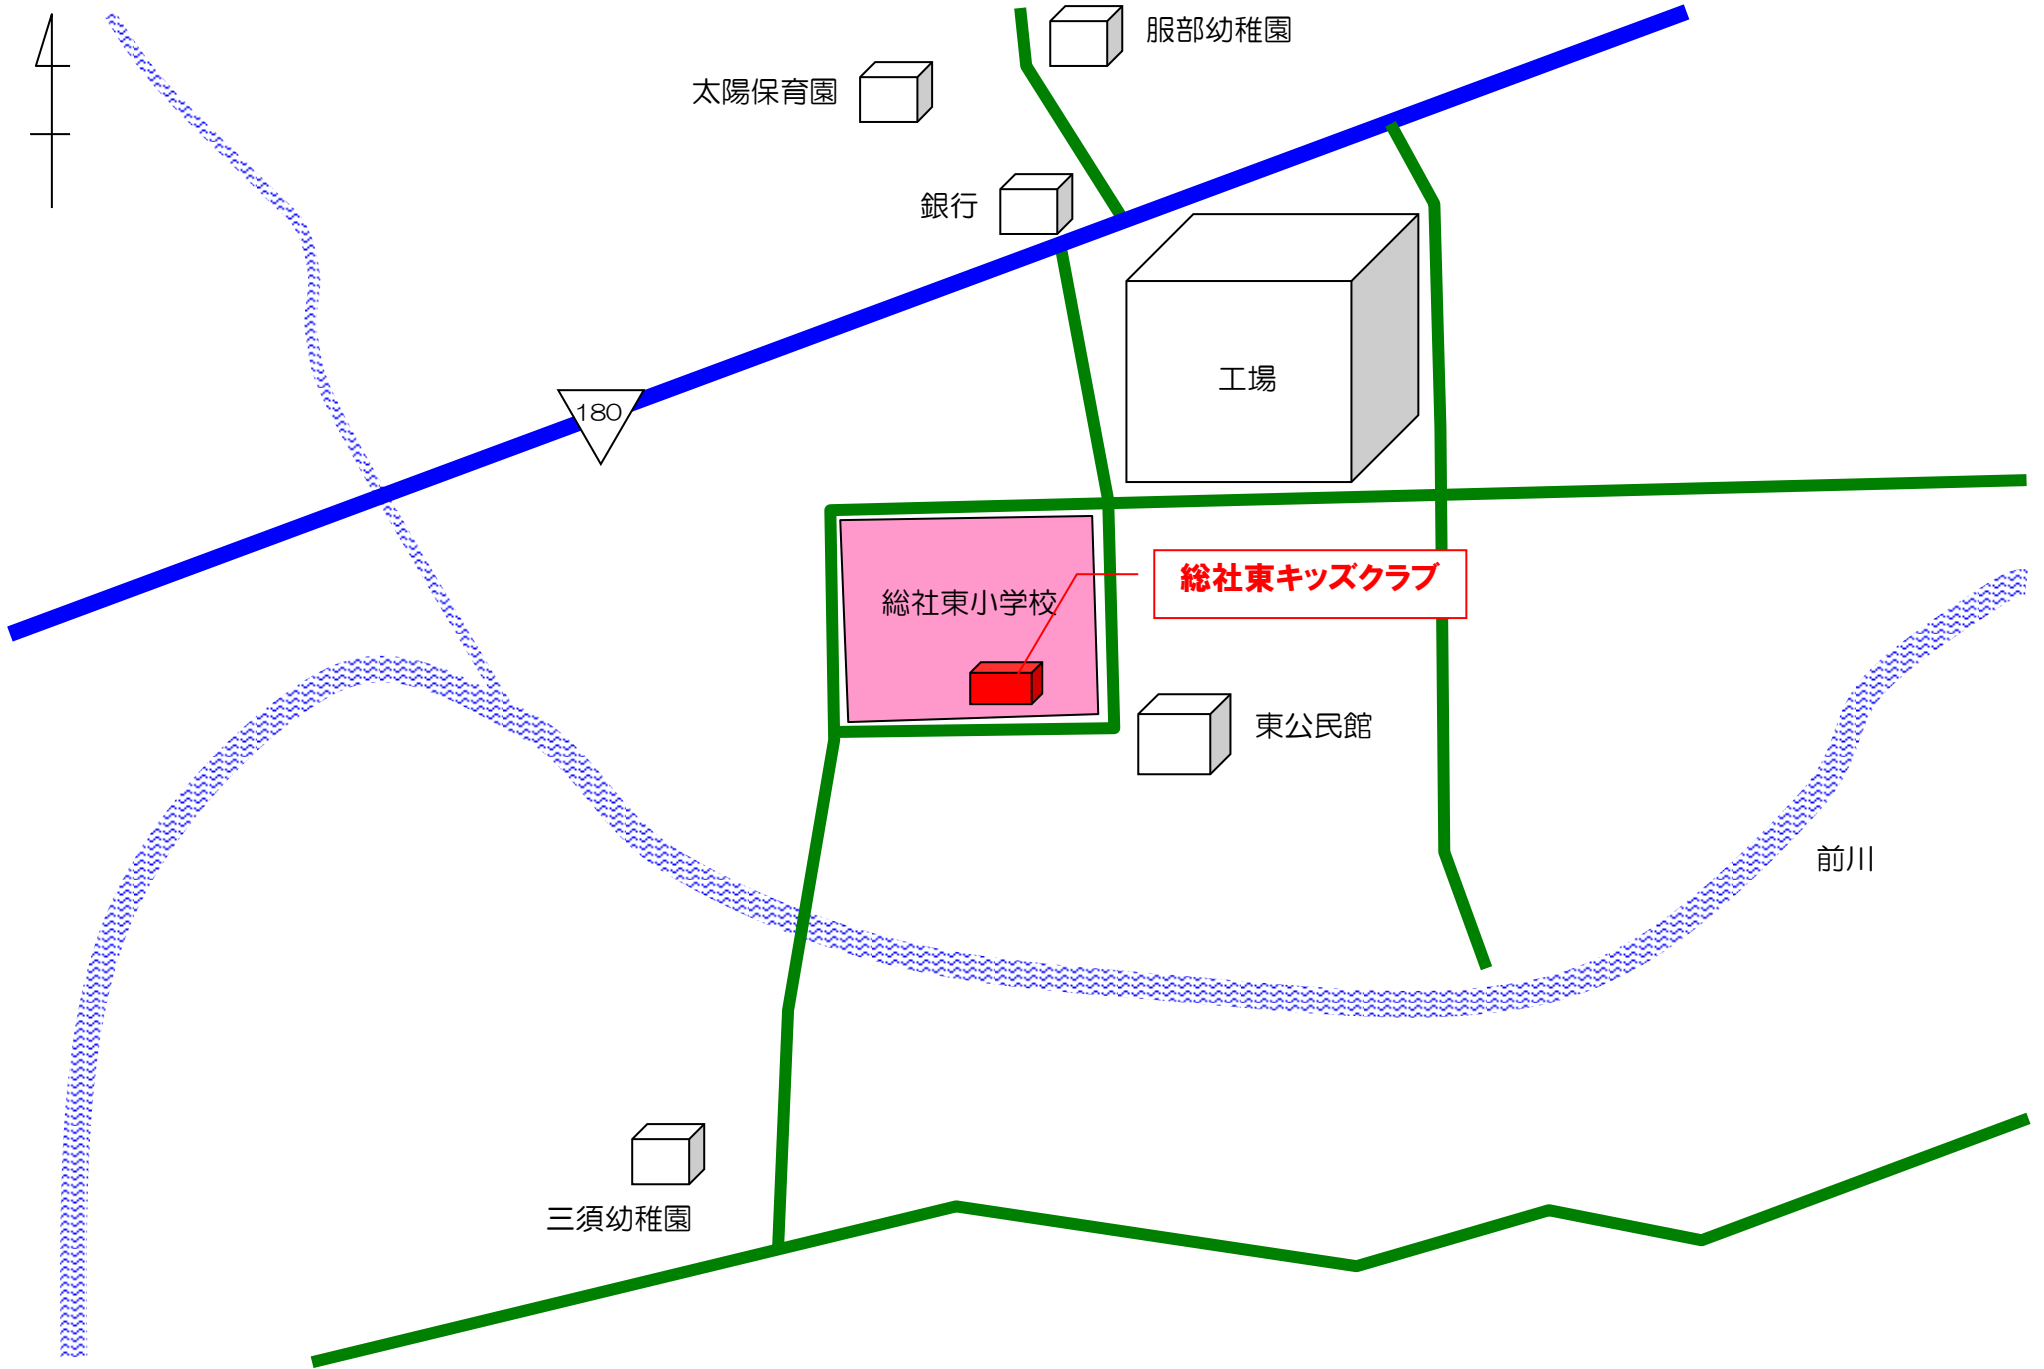 服部幼稚園
太陽保育園
銀行
工場
180
総社東キッズクラブ
総社東小学校
東公民館
前川
三須幼稚園